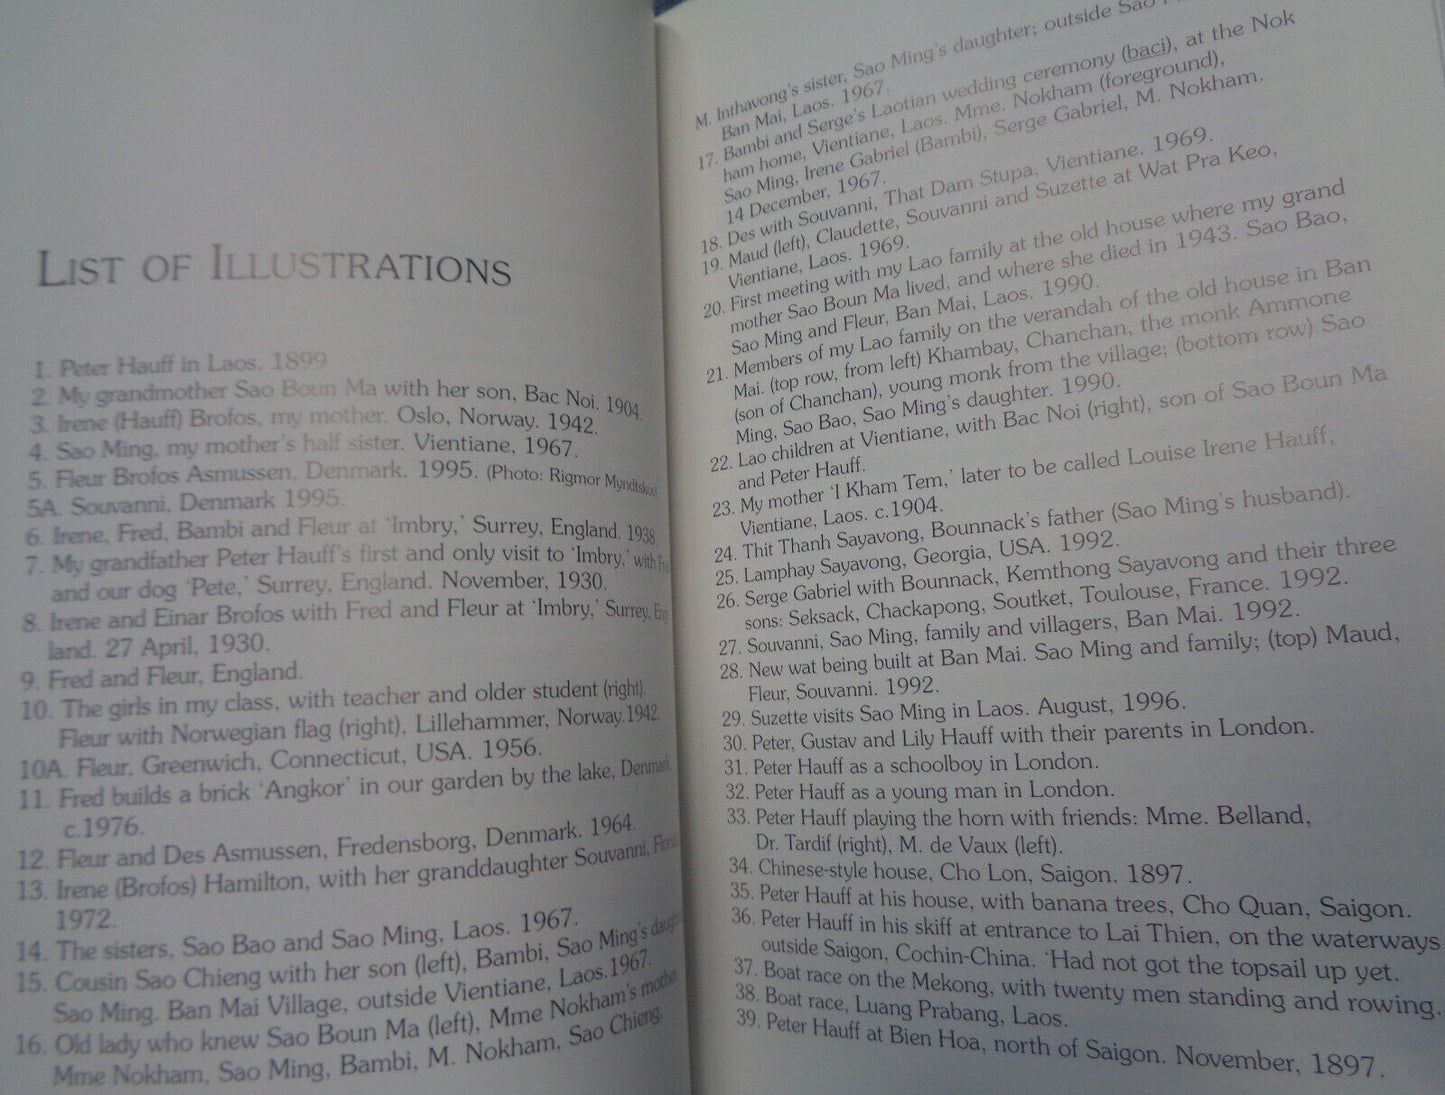 LIST OF ILLUSTRATIONS
1. Peter Hauff in Laos. 1899
2. My grandmother Sao Boun Ma with her son, Bac Noi. 1904.
3. Irene (Hauff) Brofos, my mother. Oslo, Norway. 1942.
4. Sao Ming, my mother's half sister. Vientiane, 1967.
5. Fleur Brofos Asmussen, Denmark. 1995. (Photo: Rigmor Myndtskov)
5A. Souvanni, Denmark 1995.
6. Irene, Fred, Bambi and Fleur at 'Imbry,' Surrey, England. 1938.
7. My grandfather Peter Hauff's first and only visit to 'Imbry,' with
and our dog 'Pete,' Surrey, England. November, 1930.
8. Irene and Einar Brofos with Fred and Fleur at 'Imbry,' Surrey, Eng-
land. 27 April, 1930.
9. Fred and Fleur, England.
10. The girls in my class, with teacher and older student (right).
Fleur with Norwegian flag (right), Lillehammer, Norway.1942.
10A. Fleur, Greenwich, Connecticut, USA. 1956.
11. Fred builds a brick 'Angkor' in our garden by the lake, Denmark
c.1976.
12. Fleur and Des Asmussen, Fredensborg, Denmark. 1964.
13. Irene (Brofos) Hamilton, with her granddaughter Souvanni,
1972.
14. The sisters, Sao Bao and Sao Ming, Laos. 1967.
15. Cousin Sao Chieng with her son (left), Bambi, Sao Ming's
Sao Ming. Ban Mai Village, outside Vientiane, Laos.1967.
16. Old lady who knew Sao Boun Ma (left), Mme Nokham's mother
Mme Nokham, Sao Ming, Bambi, M. Nokham, Sao Chieng.
M. Inthavong's sister, Sao Ming's daughter; outside Sao
Ban Mai, Laos. 1967.
17. Bambi and Serge's Laotian wedding ceremony (baci), at the Nok
ham home, Vientiane, Laos. Mme. Nokham (foreground),
Sao Ming, Irene Gabriel (Bambi), Serge Gabriel, M. Nokham.
14 December, 1967.
18. Des with Souvanni, That Dam Stupa, Vientiane. 1969.
19. Maud (left), Claudette, Souvanni and Suzette at Wat Pra Keo,
Vientiane, Laos. 1969.
20. First meeting with my Lao family at the old house where my grand
mother Sao Boun Ma lived, and where she died in 1943. Sao Bao,
Sao Ming and Fleur, Ban Mai, Laos. 1990.
21. Members of my Lao family on the verandah of the old house in Ban
Mai. (top row, from left) Khambay, Chanchan, the monk Ammone
(son of Chanchan), young monk from the village; (bottom row) Sao
Ming, Sao Bao, Sao Ming's daughter. 1990.
22. Lao children at Vientiane, with Bac Noi (right), son of Sao Boun Ma
and Peter Hauff.
23. My mother 'I Kham Tem,' later to be called Louise Irene Hauff,
Vientiane, Laos. c.1904.
24. Thit Thanh Sayavong, Bounnack's father (Sao Ming's husband).
25. Lamphay Sayavong, Georgia, USA. 1992.
26. Serge Gabriel with Bounnack, Kemthong Sayavong and their three
sons: Seksack, Chackapong, Soutket, Toulouse, France. 1992.
27. Souvanni, Sao Ming, family and villagers, Ban Mai. 1992.
28. New wat being built at Ban Mai. Sao Ming and family; (top) Maud,
Fleur, Souvanni. 1992.
29. Suzette visits Sao Ming in Laos. August, 1996.
30. Peter, Gustav and Lily Hauff with their parents in London.
31. Peter Hauff as a schoolboy in London.
32. Peter Hauff as a young man in London.
33. Peter Hauff playing the horn with friends: Mme. Belland,
Dr. Tardif (right), M. de Vaux (left).
34. Chinese-style house, Cho Lon, Saigon. 1897.
35. Peter Hauff at his house, with banana trees, Cho Quan, Saigon.
36. Peter Hauff in his skiff at entrance to Lai Thien, on the waterways
outside Saigon, Cochin-China. 'Had not got the topsail up yet.
37. Boat race on the Mekong, with twenty men standing and rowing.
38. Boat race, Luang Prabang, Laos.
39. Peter Hauff at Bien Hoa, north of Saigon. November, 1897.